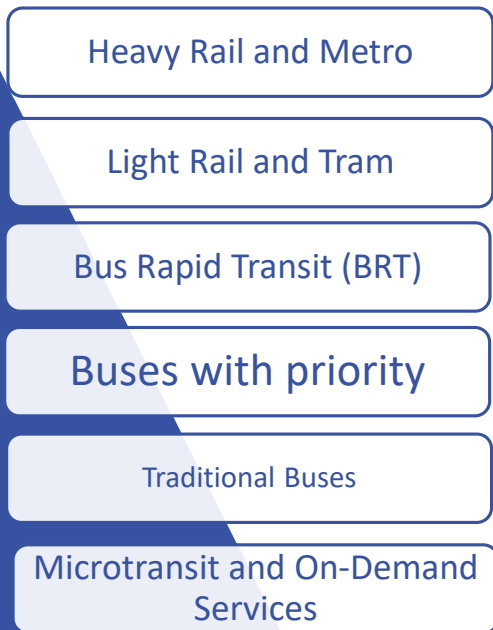 Heavy Rail and Metro
Light Rail and Tram
Bus Rapid Transit (BRT)
Buses with priority
Traditional Buses
Microtransit and On-Demand
Services